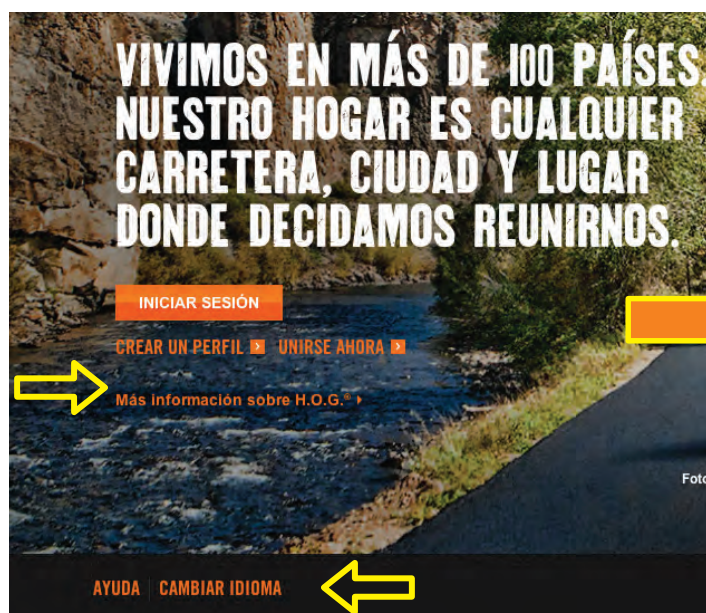 VIVIMOS EN MÁS DE 100 PAÍSES.
NUESTRO HOGAR ES CUALQUIER
CARRETERA, CIUDAD Y LUGAR
DONDE DECIDAMOS REUNIRNOS.
INICIAR SESIÓN
CREAR UN PERFIL UNIRSE AHORA
Más información sobre H.O.G.®
Foto
AYUDA CAMBIAR IDIOMA